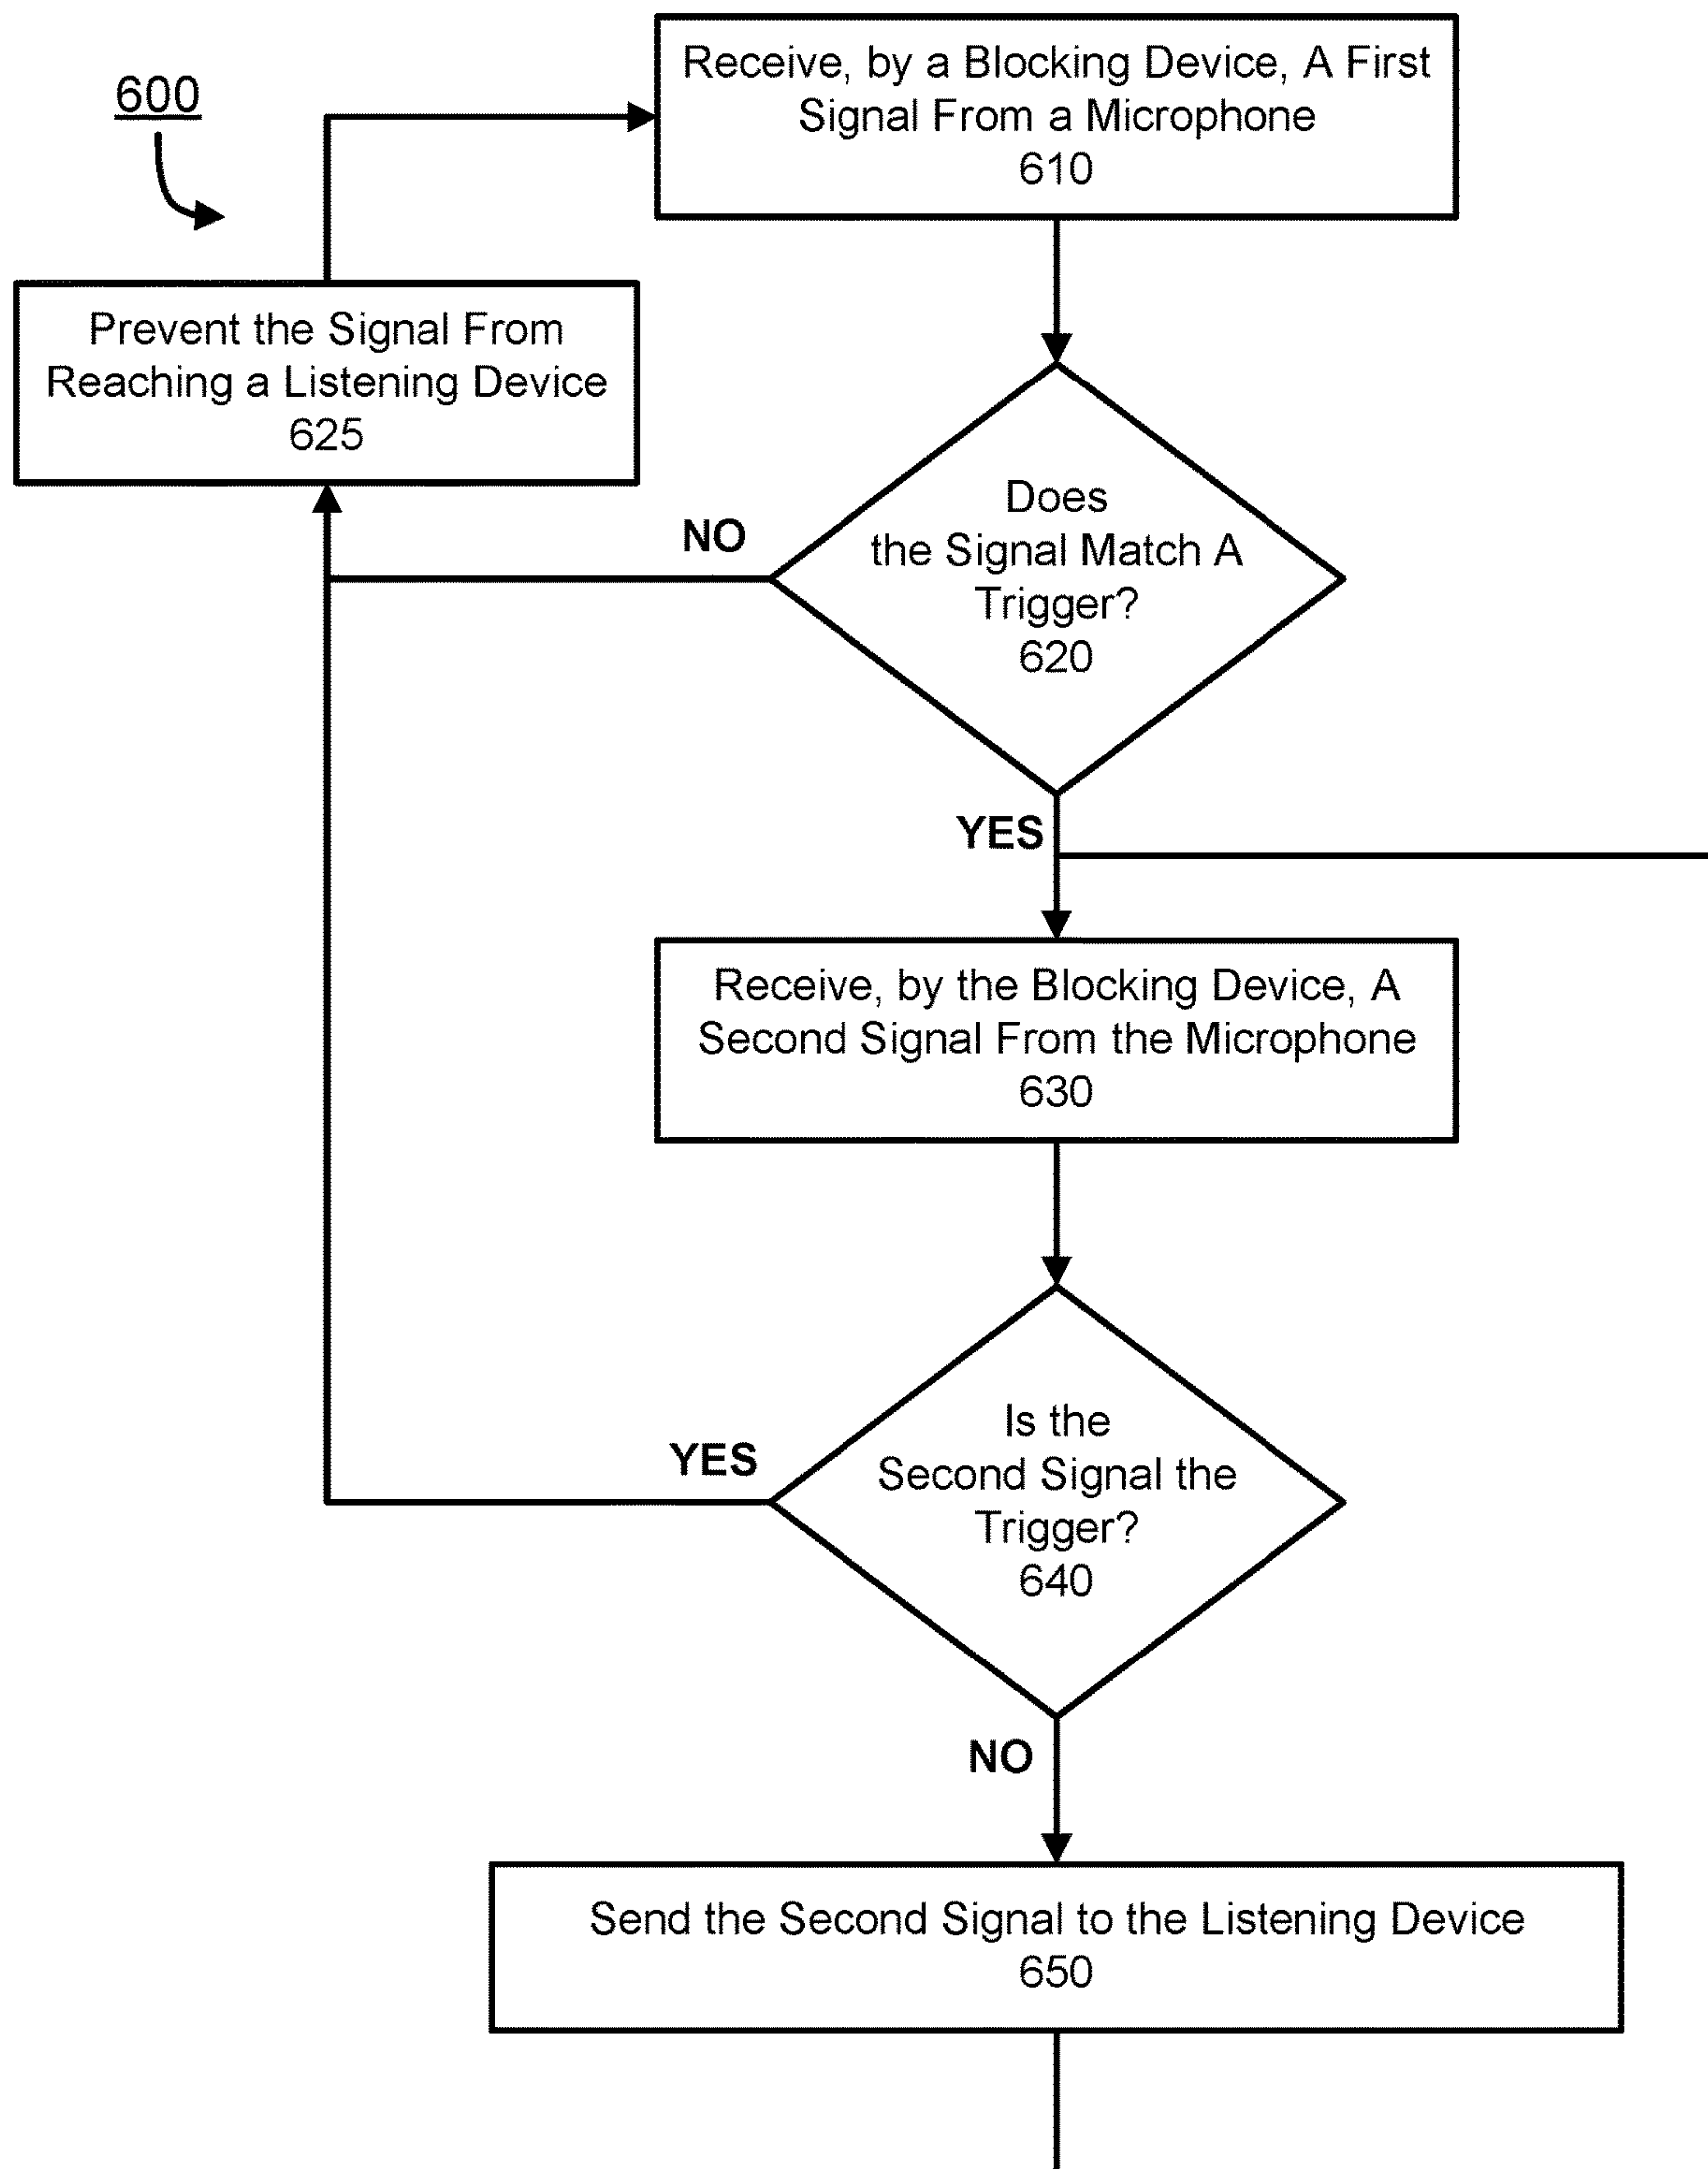 600
Receive, by a Blocking Device, A First
Signal From a Microphone
610
Prevent the Signal From
Reaching a Listening Device
625
Does
the Signal Match A
Trigger?
620
NO
YES
Receive, by the Blocking Device, A
Second Signal From the Microphone
630
Is the
Second Signal the
Trigger?
640
YES
NO
Send the Second Signal to the Listening Device
650